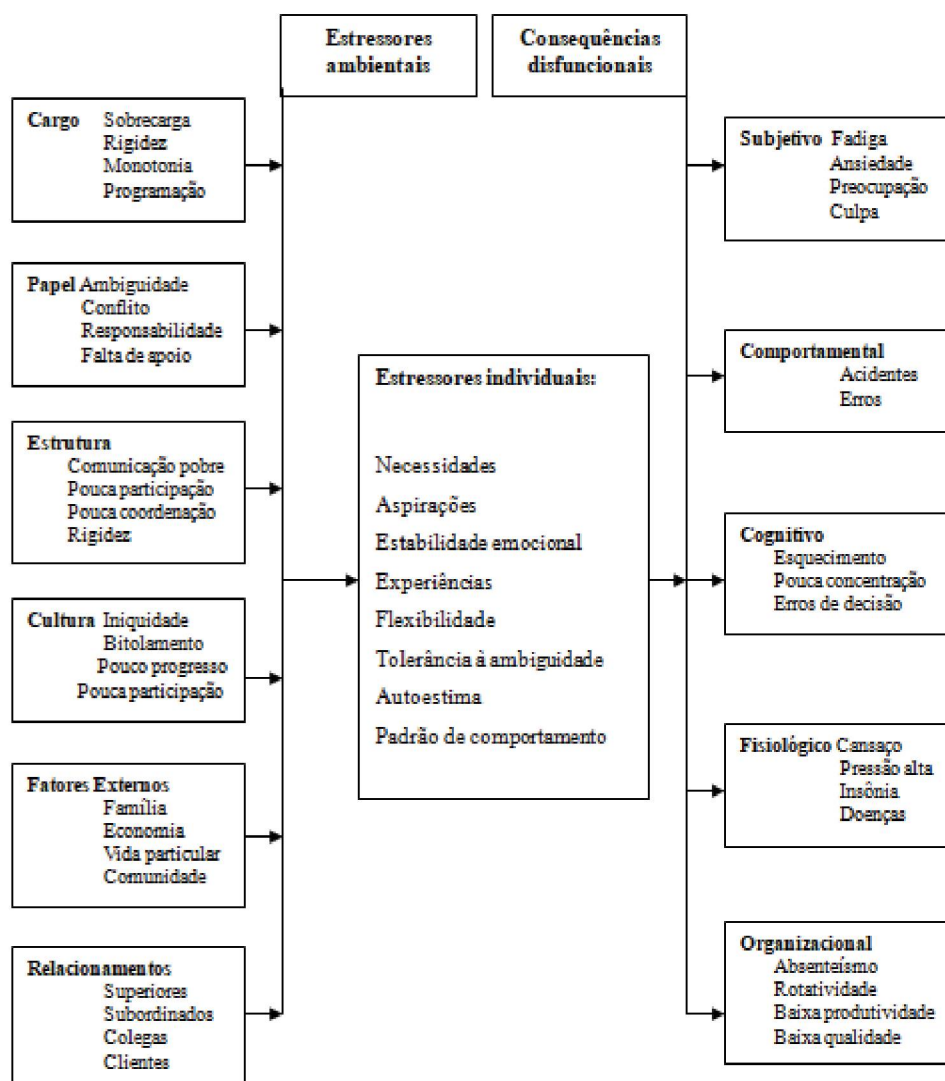 Estressores
ambientais
Consequências
disfuncionais
Cargo Sobrecarga
Rigidez
Monotonia
Programação
Papel Ambiguidade
Conflito
Responsabilidade
Falta de apoio
Estrutura
Comunicação pobre
Pouca participação
Pouca coordenação
Rigidez
Cultura Iniquidade
Bitolamento
Pouco progresso
Pouca participação
Fatores Externos
Família
Economia
Vida particular
Comunidade
Relacionamentos
Superiores
Subordinados
Colegas
Clientes
Estressores individuais:
Necessidades
Aspirações
Estabilidade emocional
Experiências
Flexibilidade
Tolerância à ambiguidade
Autoestima
Padrão de comportamento
Subjetivo Fadiga
Ansiedade
Preocupação
Culpa
Comportamental
Acidentes
Erros
Cognitivo
Esquecimento
Pouca concentração
Erros de decisão
Fisiológico Cansaço
Pressão alta
Insônia
Doenças
Organizacional
Absenteísmo
Rotatividade
Baixa produtividade
Baixa qualidade